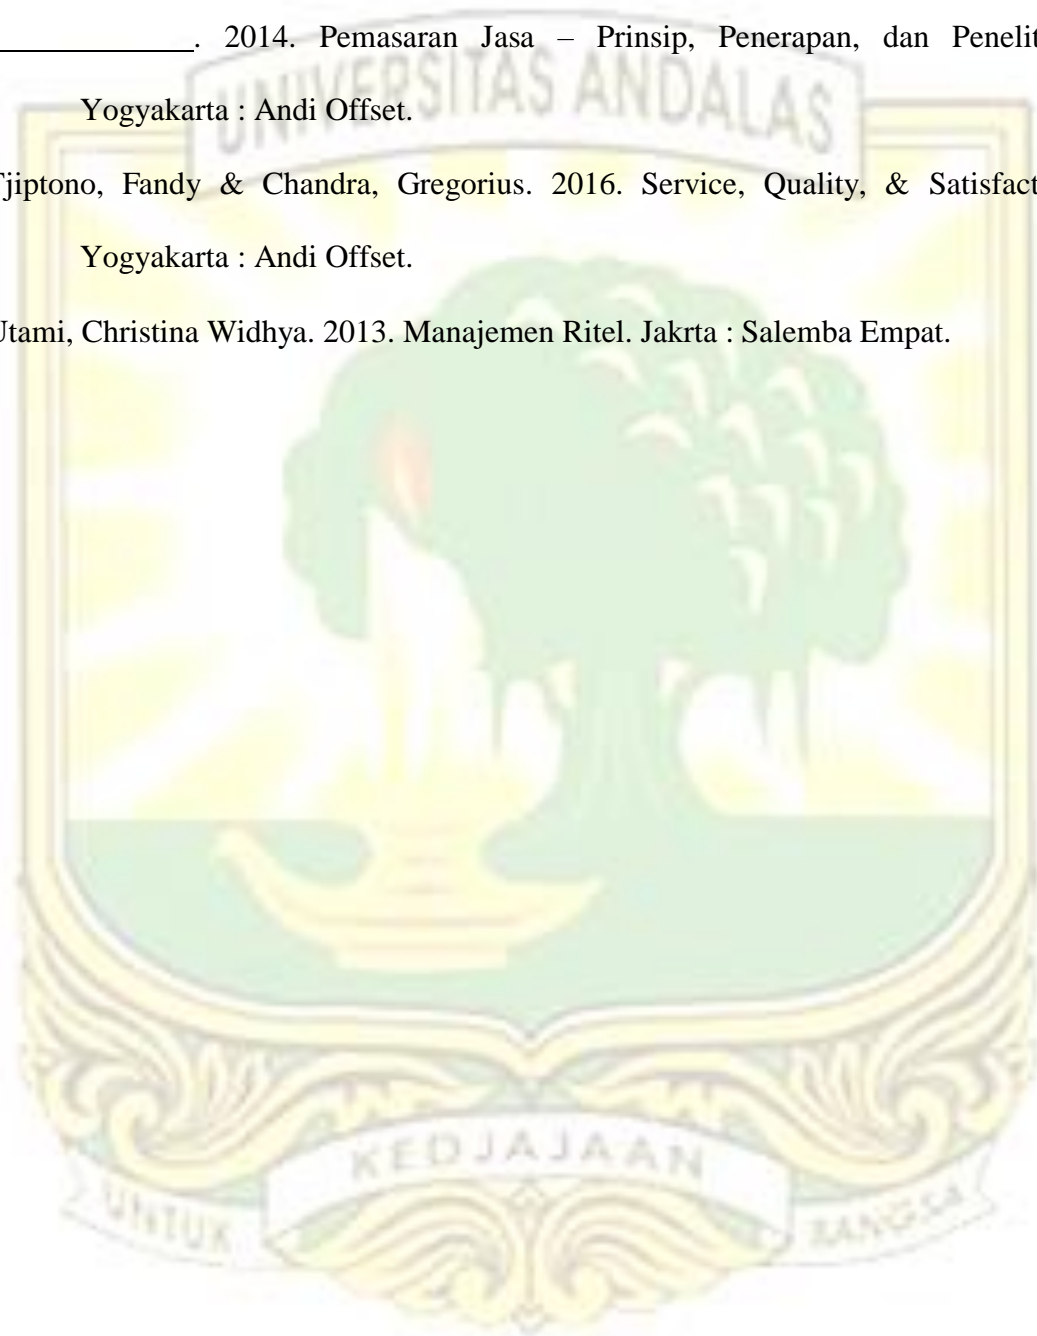 ______________. 2014. Pemasaran Jasa – Prinsip, Penerapan, dan Penelit
UNIVERSITAS ANDALAS
Yogyakarta : Andi Offset.
Tjiptono, Fandy & Chandra, Gregorius. 2016. Service, Quality, & Satisfact
Yogyakarta : Andi Offset.
Utami, Christina Widhya. 2013. Manajemen Ritel. Jakrta : Salemba Empat.
KEDJAJAAN
UNTUK BANGSA